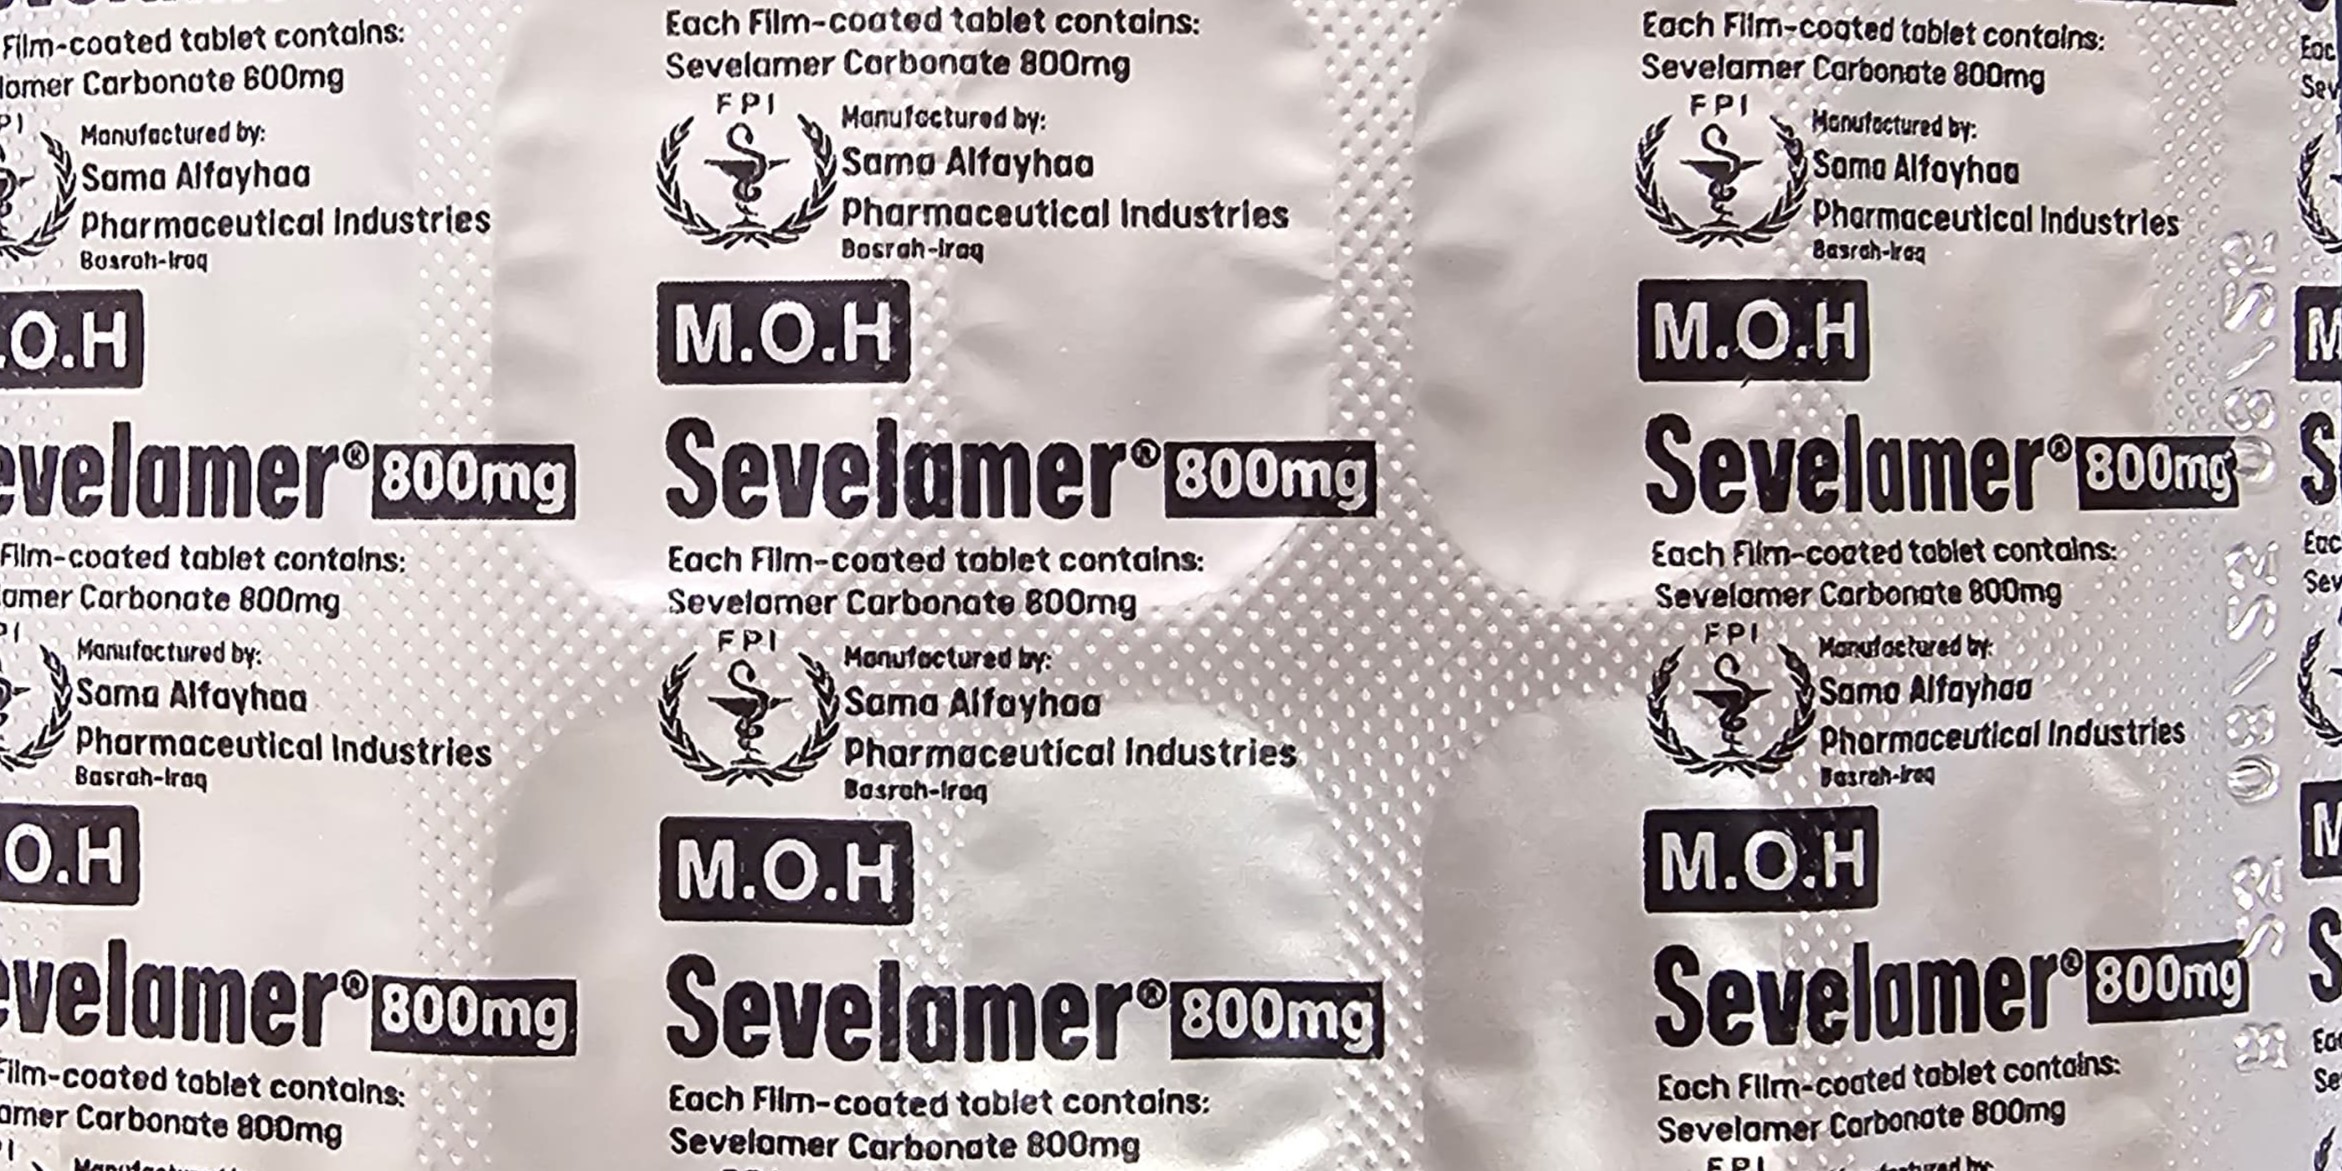 Film-coated tablet contains:
lamer Carbonate 600mg
Manufactured by:
Sama Alfayhaa
Pharmaceutical Industries
Basrah-Iraq
O.H
evelamer® 800mg
Film-coated tablet contains:
amer Carbonate 800mg
Manufactured by:
Sama Alfayhaa
Pharmaceutical Industries
Basrah-Iraq
O.H
evelamer® 800mg
Film-coated tablet contains:
amer Carbonate 800mg
Each Film-coated tablet contains:
Sevelamer Carbonate 800mg
FPI
Manufactured by:
Sama Alfayhaa
Pharmaceutical Industries
Basrah-Iraq
M.O.H
Sevelamer® 800mg
Each Film-coated tablet contains:
Sevelamer Carbonate 800mg
FPI
Manufactured by:
Sama Alfayhaa
Pharmaceutical Industries
Basrah-Iraq
M.O.H
Sevelamer® 800mg
Each Film-coated tablet contains:
Sevelamer Carbonate 800mg
Each Film-coated tablet contains:
Sevelamer Carbonate 800mg
FPI
Manufactured by:
Sama Alfayhaa
Pharmaceutical Industries
Basrah-Iraq
M.O.H
Sevelamer® 800mg
Each Film-coated tablet contains:
Sevelamer Carbonate 800mg
FPI
Manufactured by:
Sama Alfayhaa
Pharmaceutical Industries
Basrah-Iraq
M.O.H
Sevelamer® 800mg
Each Film-coated tablet contains:
Sevelamer Carbonate 800mg
FPI